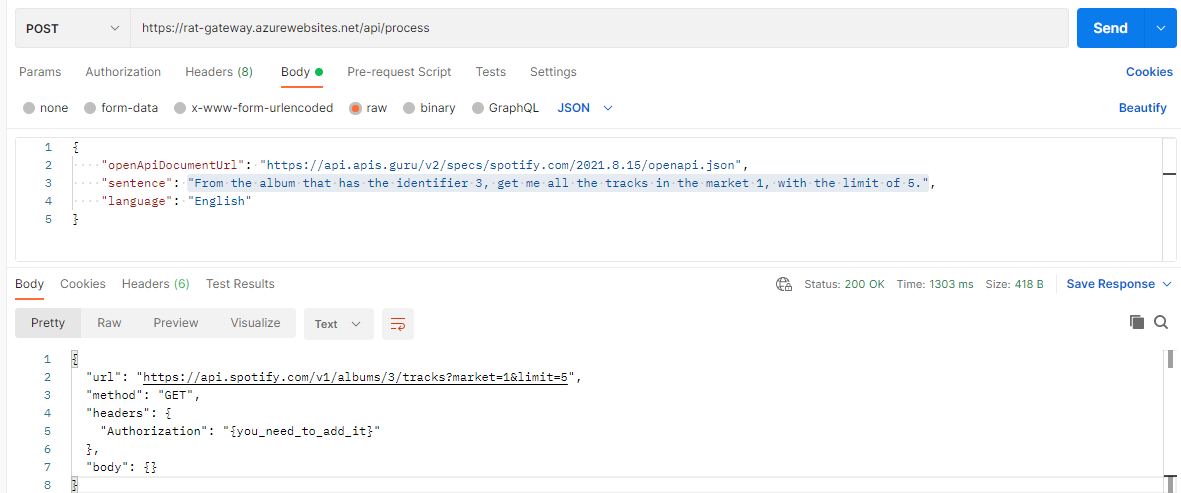 POST https://rat-gateway.azurewebsites.net/api/process Send
Params Authorization Headers (8) Body Pre-request Script Tests Settings Cookies
none form-data x-www-form-urlencoded raw binary GraphQL JSON Beautify
1 {
2 ····"openApiDocumentUrl":·"https://api.apis.guru/v2/specs/spotify.com/2021.8.15/openapi.json",
3 ····"sentence":·"From·the·album·that·has·the·identifier·3,·get·me·all·the·tracks·in·the·market·1,·with·the·limit·of·5.",
4 ····"language":·"English"
5 }
Body Cookies Headers (6) Test Results Status: 200 OK Time: 1303 ms Size: 418 B Save Response
Pretty Raw Preview Visualize Text
1 {
2 "url": "https://api.spotify.com/v1/albums/3/tracks?market=1&limit=5",
3 "method": "GET",
4 "headers": {
5 "Authorization": "{you_need_to_add_it}"
6 },
7 "body": {}
8 }